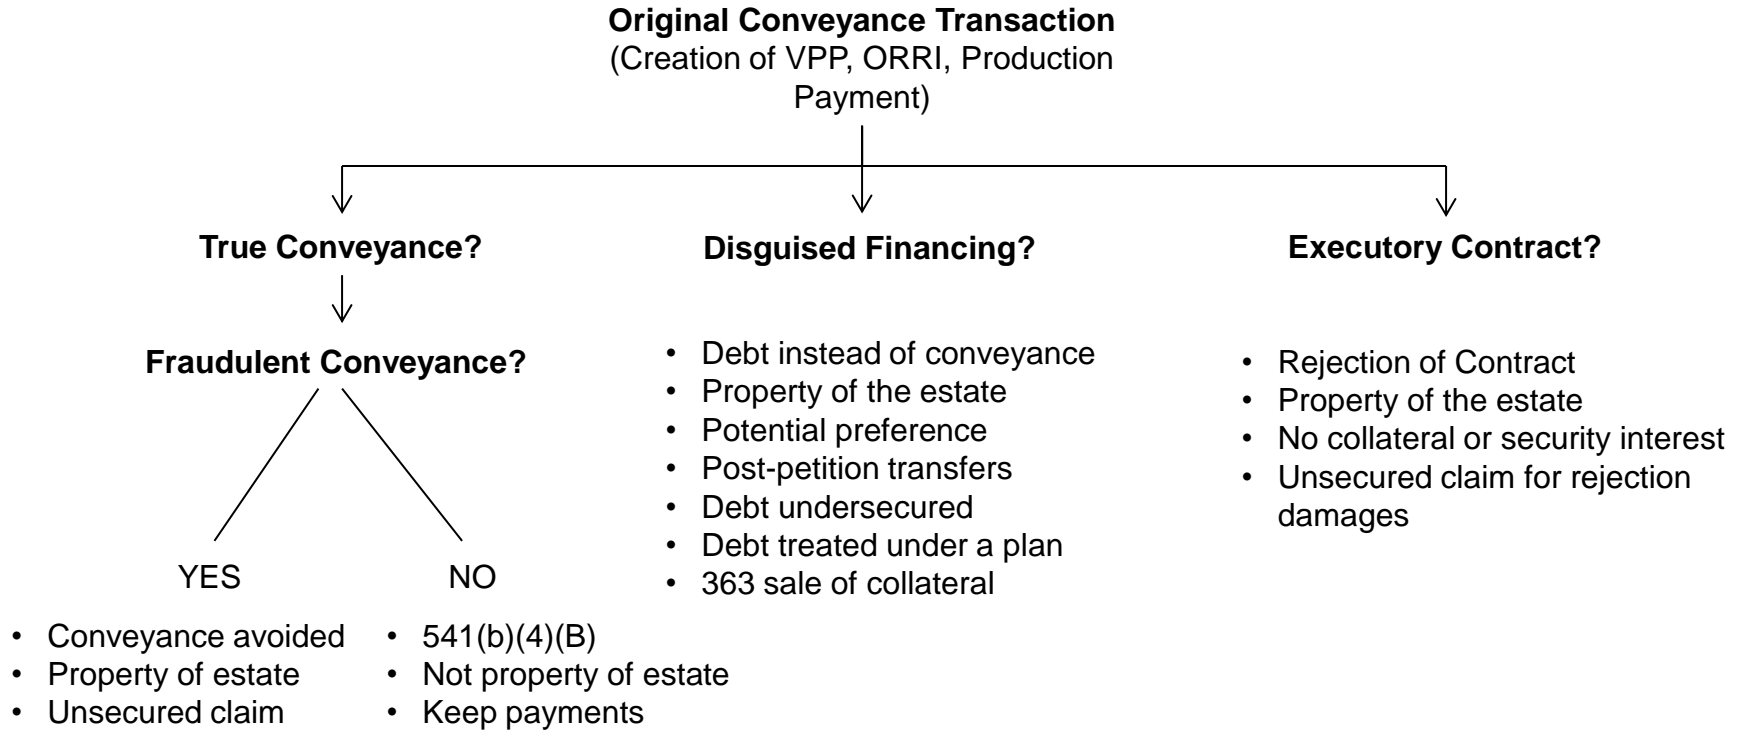 Original Conveyance Transaction
(Creation of VPP, ORRI, Production
Payment)
True Conveyance?
Fraudulent Conveyance?
YES
• Conveyance avoided
• Property of estate
• Unsecured claim
NO
• 541(b)(4)(B)
• Not property of estate
• Keep payments
Disguised Financing?
• Debt instead of conveyance
• Property of the estate
• Potential preference
• Post-petition transfers
• Debt undersecured
• Debt treated under a plan
• 363 sale of collateral
Executory Contract?
• Rejection of Contract
• Property of the estate
• No collateral or security interest
• Unsecured claim for rejection
damages